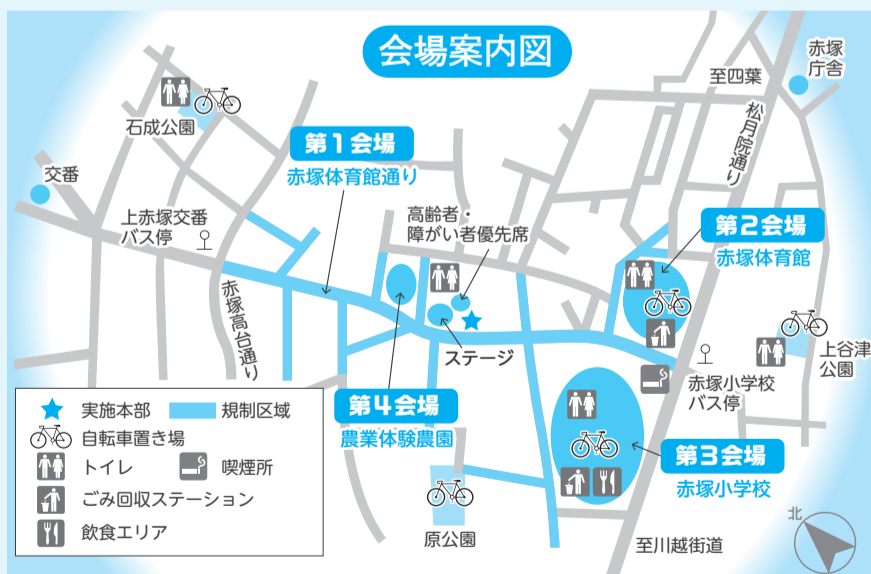 会場案内図
赤塚
庁舎
至四葉
松月院通り
石成公園
第1会場
赤塚体育館通り
交番
上赤塚交番
バス停
高齢者・
障がい者優先席
第2会場
赤塚体育館
赤塚高台通り
ステージ
上谷津
公園
赤塚小学校
バス停
第4会場
農業体験農園
第3会場
赤塚小学校
原公園
至川越街道
北
実施本部
規制区域
自転車置き場
トイレ
喫煙所
ごみ回収ステーション
飲食エリア